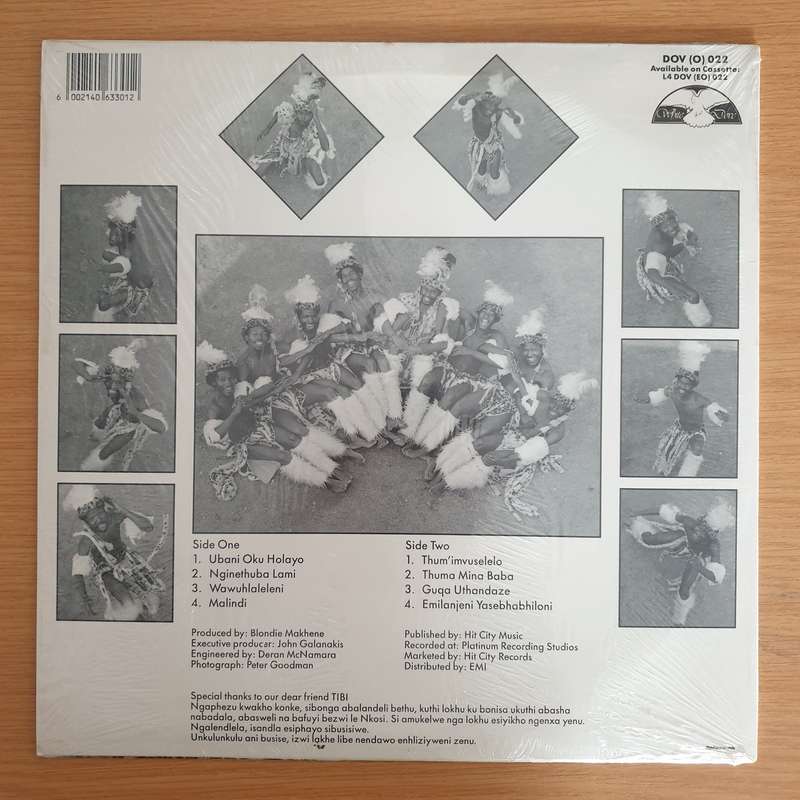 6 002140 633012
DOV (O) 022
Available on Cassette:
L4 DOV (EO) 022
White Dove
Side One
1. Ubani Oku Holayo
2. Nginethuba Lami
3. Wawuhlaleleni
4. Malindi
Side Two
1. Thum'imvuselelo
2. Thuma Mina Baba
3. Guqa Uthandaze
4. Emilanjeni Yasebhabhiloni
Produced by: Blondie Makhene
Executive producer: John Galanakis
Engineered by: Deran McNamara
Photograph: Peter Goodman
Published by: Hit City Music
Recorded at: Platinum Recording Studios
Marketed by: Hit City Records
Distributed by: EMI
Special thanks to our dear friend TIBI
Ngaphezu kwakho konke, sibonga abalandeli bethu, kuthi lokhu ku bonisa ukuthi abasha
nabadala, abasweli na bafuyi bezwi le Nkosi. Si amukelwe nga lokhu esiyikho ngenxa yenu.
Ngalendlela, isandla esiphayo sibusisiwe.
Unkulunkulu ani busise, izwi lakhe libe nendawo enhliziyweni zenu.